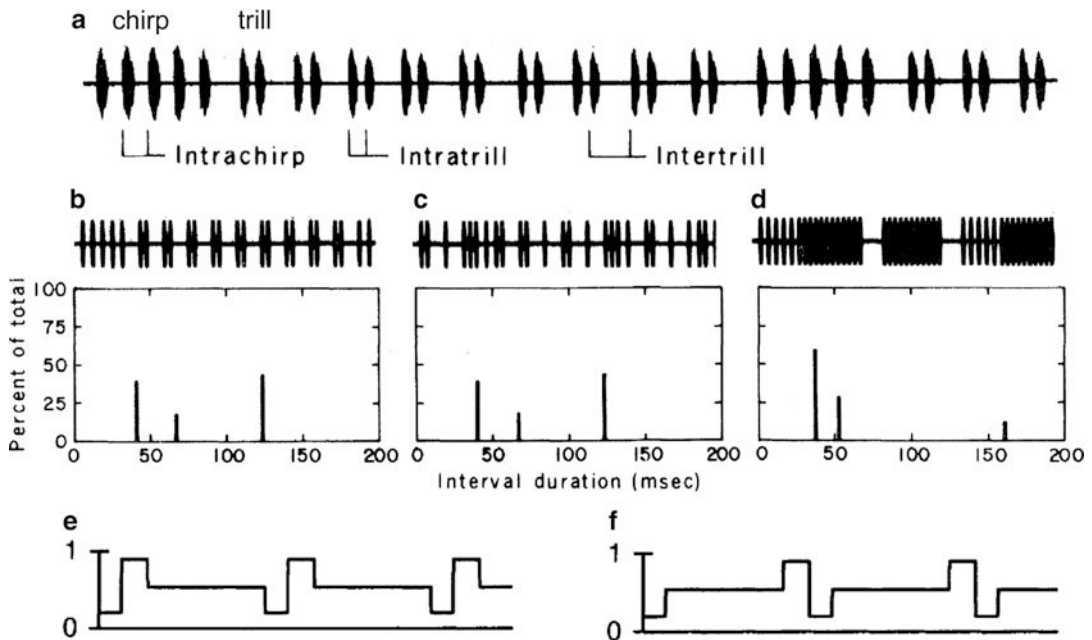 a chirp trill
Intrachirp Intratrill Intertrill
b c d
100
75
50
25
0
Percent of total
0 50 100 150 200 0 50 100 150 200 0 50 100 150 200
Interval duration (msec)
e f
1 1
0 0